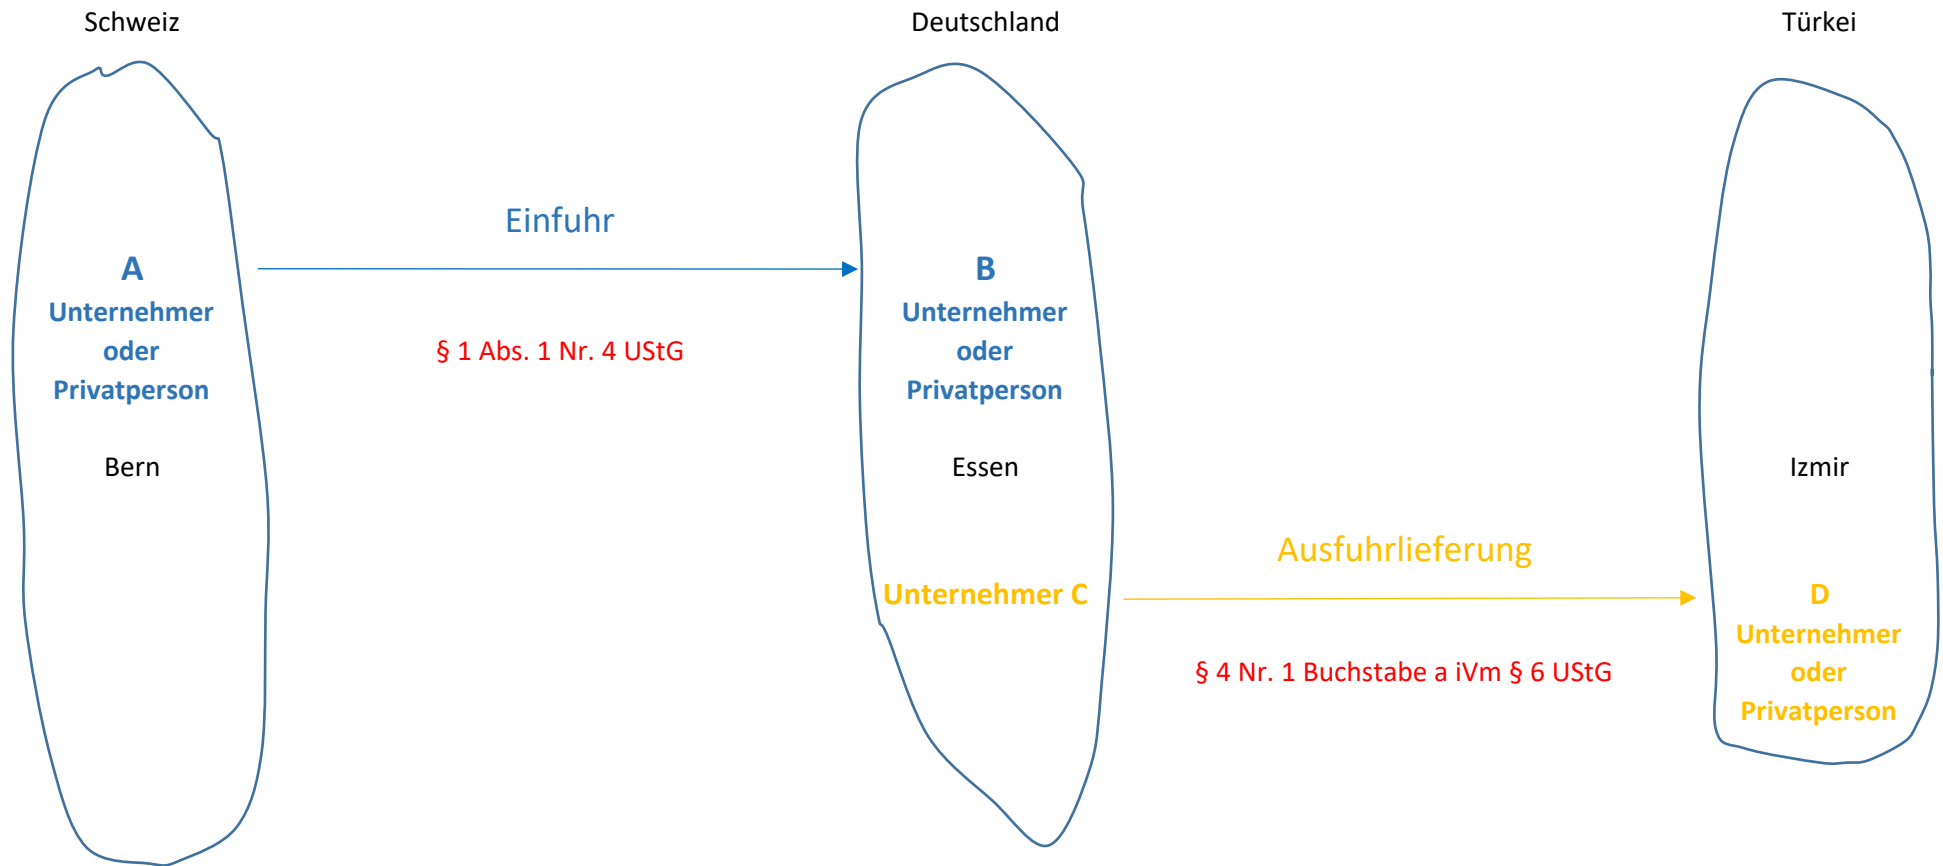 Schweiz
Deutschland
Türkei
Einfuhr
A
Unternehmer
oder
Privatperson
§ 1 Abs. 1 Nr. 4 UStG
B
Unternehmer
oder
Privatperson
Bern
Essen
Izmir
Ausfuhrlieferung
Unternehmer C
§ 4 Nr. 1 Buchstabe a iVm § 6 UStG
D
Unternehmer
oder
Privatperson